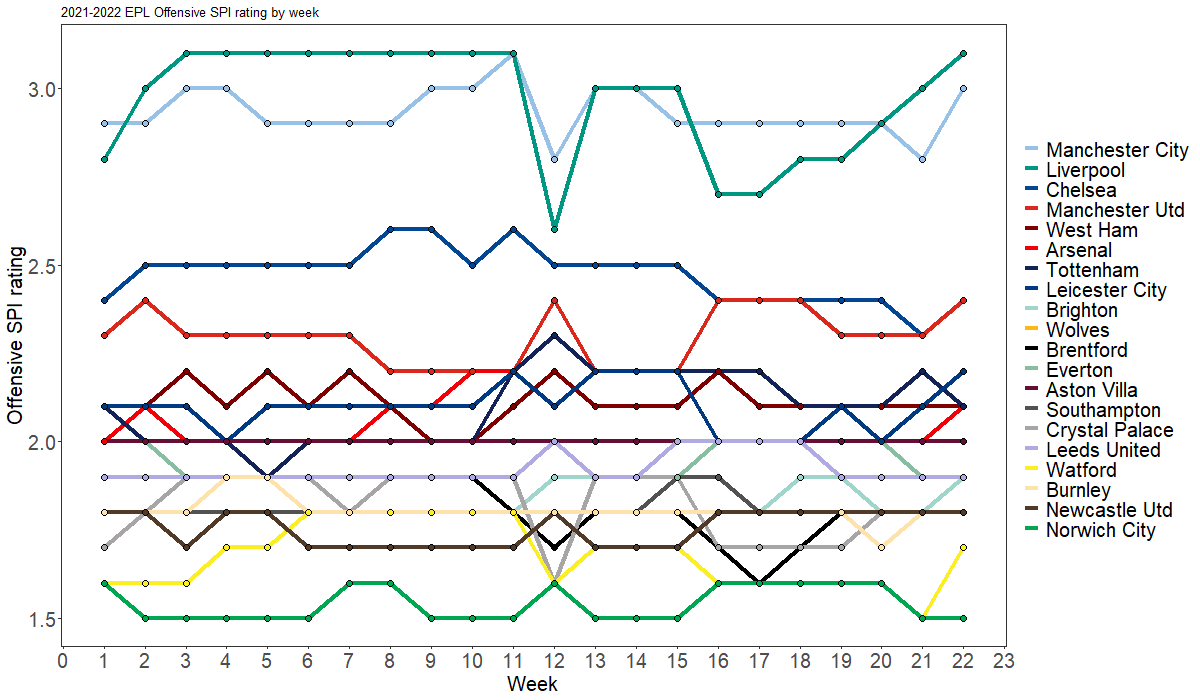 2021-2022 EPL Offensive SPI rating by week
3.0
2.5
2.0
1.5
Offensive SPI rating
0 1 2 3 4 5 6 7 8 9 10 11 12 13 14 15 16 17 18 19 20 21 22 23
Week
Manchester City
Liverpool
Chelsea
Manchester Utd
West Ham
Arsenal
Tottenham
Leicester City
Brighton
Wolves
Brentford
Everton
Aston Villa
Southampton
Crystal Palace
Leeds United
Watford
Burnley
Newcastle Utd
Norwich City